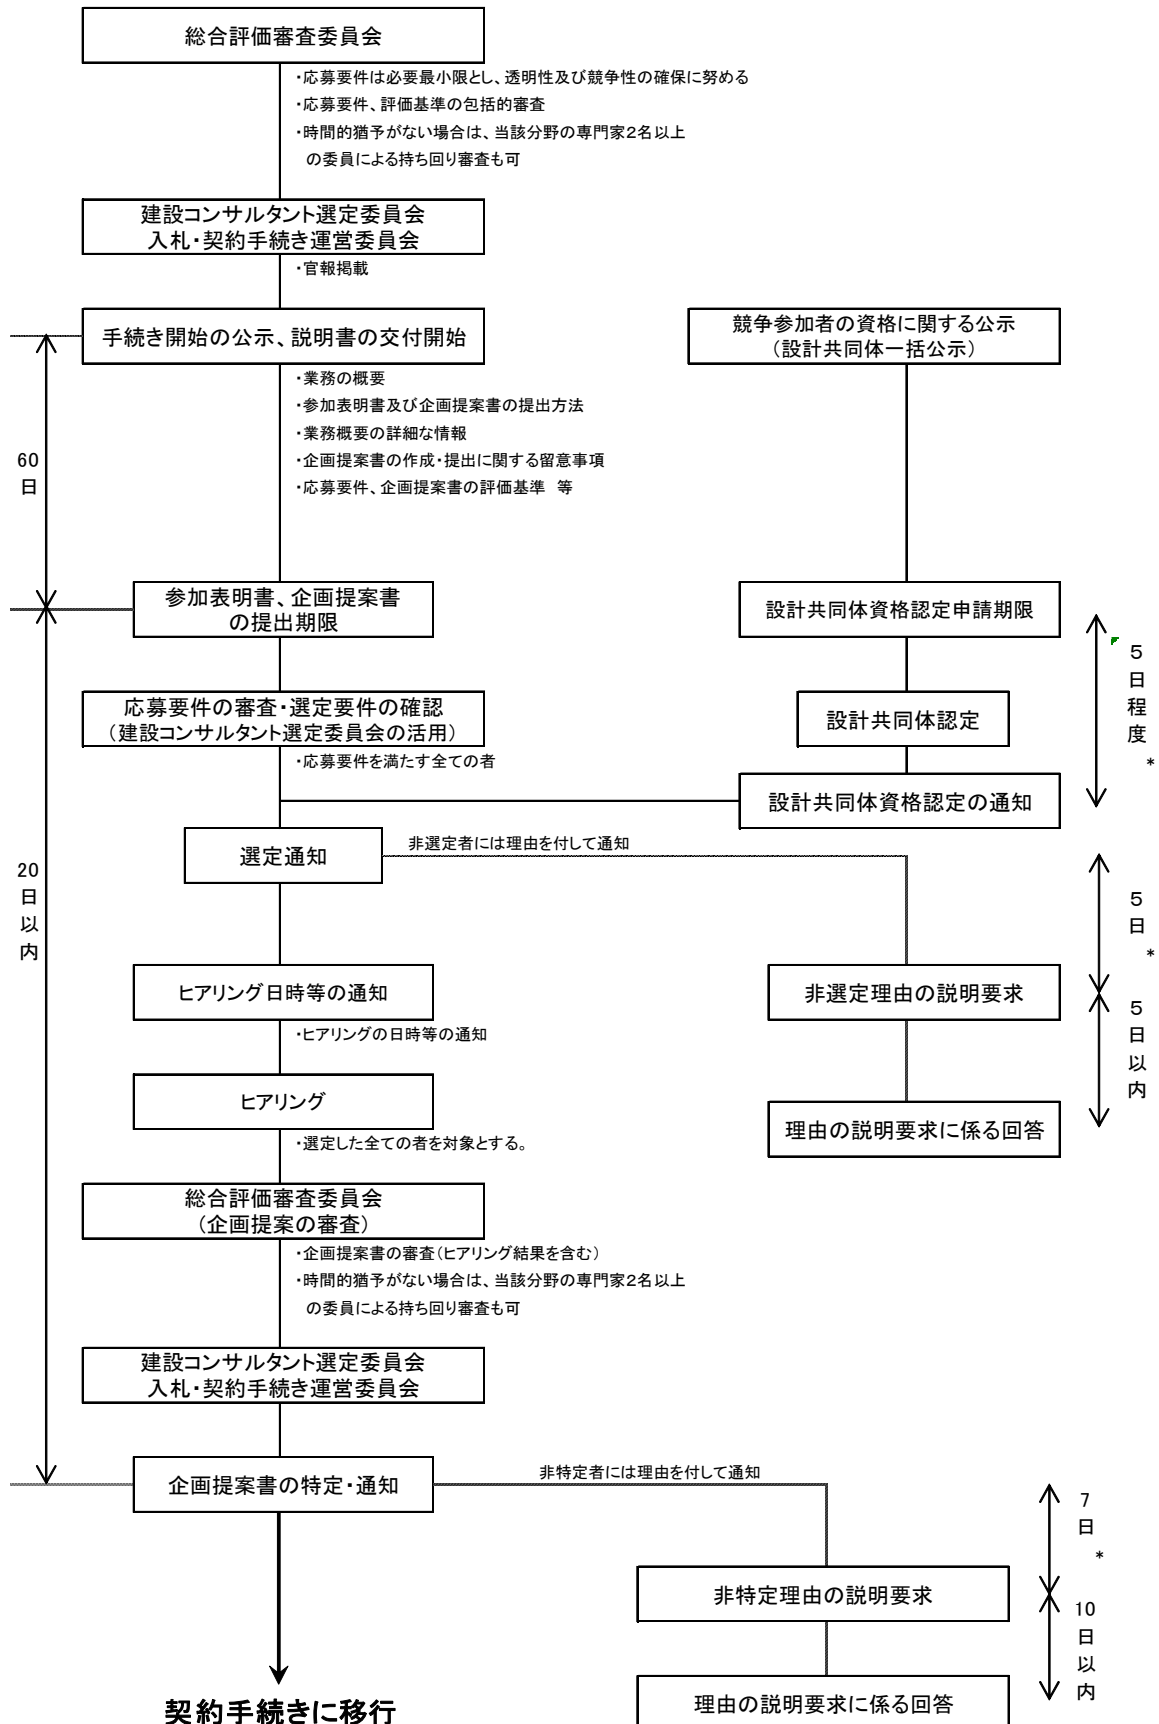 総合評価審査委員会
・応募要件は必要最小限とし、透明性及び競争性の確保に努める
・応募要件、評価基準の包括的審査
・時間的猶予がない場合は、当該分野の専門家2名以上
の委員による持ち回り審査も可
建設コンサルタント選定委員会
入札・契約手続き運営委員会
・官報掲載
手続き開始の公示、説明書の交付開始
競争参加者の資格に関する公示
（設計共同体一括公示）
・業務の概要
・参加表明書及び企画提案書の提出方法
・業務概要の詳細な情報
・企画提案書の作成・提出に関する留意事項
・応募要件、企画提案書の評価基準　等
60日
参加表明書、企画提案書
の提出期限
設計共同体資格認定申請期限
5日程度*
応募要件の審査・選定要件の確認
（建設コンサルタント選定委員会の活用）
設計共同体認定
・応募要件を満たす全ての者
設計共同体資格認定の通知
選定通知
非選定者には理由を付して通知
20日以内
5日*
ヒアリング日時等の通知
非選定理由の説明要求
・ヒアリングの日時等の通知
5日以内
ヒアリング
理由の説明要求に係る回答
・選定した全ての者を対象とする。
総合評価審査委員会
（企画提案の審査）
・企画提案書の審査（ヒアリング結果を含む）
・時間的猶予がない場合は、当該分野の専門家2名以上
の委員による持ち回り審査も可
建設コンサルタント選定委員会
入札・契約手続き運営委員会
企画提案書の特定・通知
非特定者には理由を付して通知
7日*
非特定理由の説明要求
10日以内
契約手続きに移行
理由の説明要求に係る回答